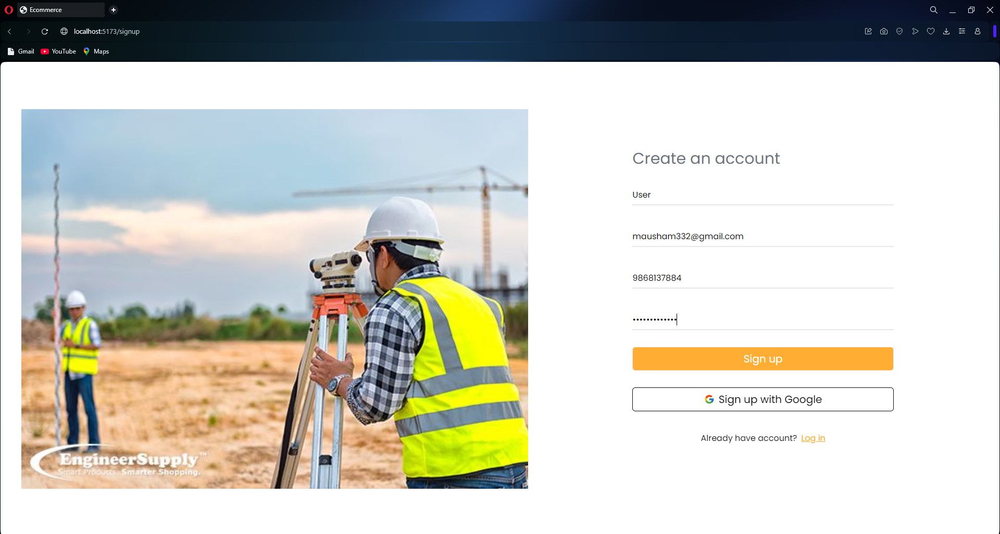 Ecommerce
localhost:5173/signup
Gmail YouTube Maps
Create an account
User
mausham332@gmail.com
9868137884
Sign up
Sign up with Google
Already have account? Log in
EngineerSupply™
Smart Products. Smarter Shopping.